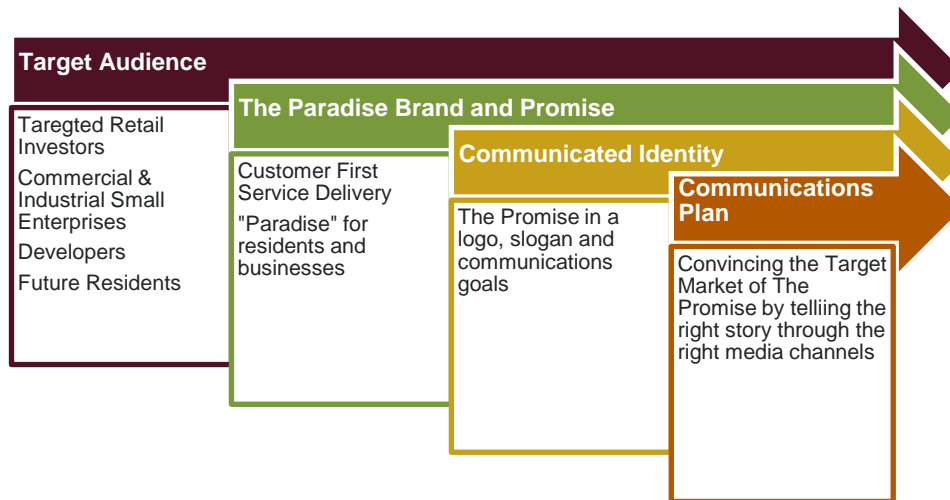 Target Audience
Taregted Retail
Investors
Commercial &
Industrial Small
Enterprises
Developers
Future Residents
The Paradise Brand and Promise
Customer First
Service Delivery
"Paradise" for
residents and
businesses
Communicated Identity
The Promise in a
logo, slogan and
communications
goals
Communications
Plan
Convincing the Target
Market of The
Promise by telliing the
right story through the
right media channels